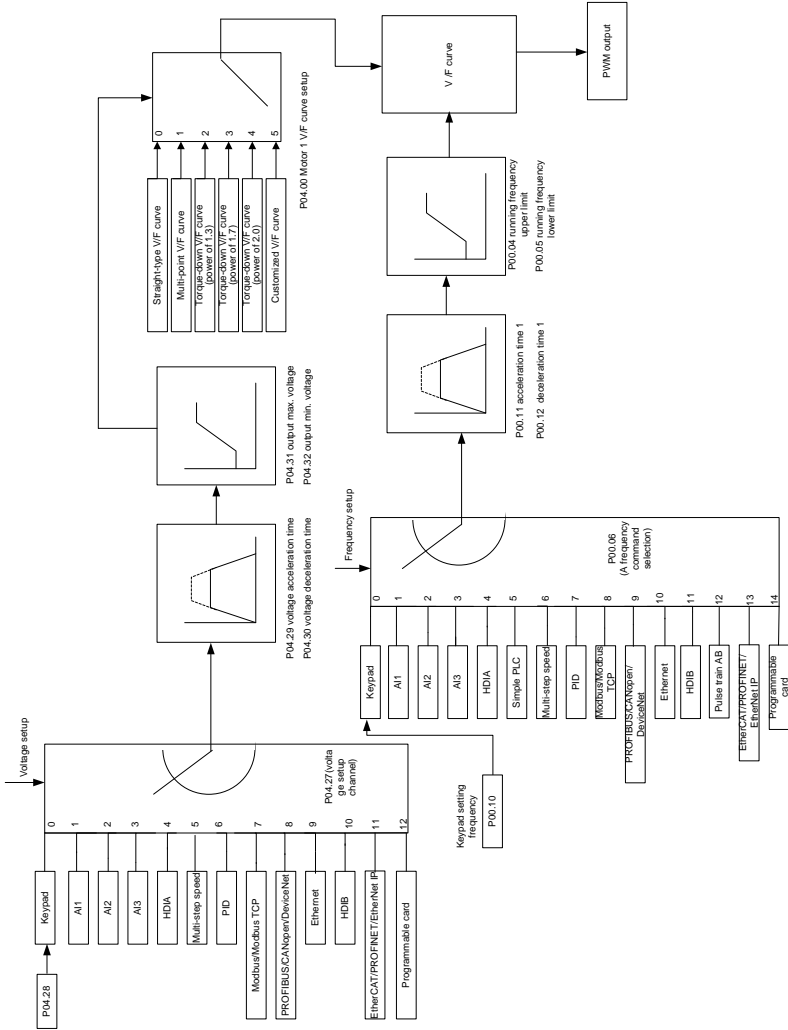 Voltage setup
P04.28
Keypad
AI1
AI2
AI3
HDIA
Multi-step speed
PID
Modbus/Modbus TCP
PROFIBUS/CANopen/DeviceNet
Ethernet
HDIB
EtherCAT/PROFINET/EtherNet IP
Programmable card
0
1
2
3
4
5
6
7
8
9
10
11
12
P04.27(volta
ge setup
channel)
P04.29 voltage acceleration time
P04.30 voltage deceleration time
P04.31 output max. voltage
P04.32 output min. voltage
Straight-type V/F curve
Multi-point V/F curve
Torque-down V/F curve
(power of 1.3)
Torque-down V/F curve
(power of 1.7)
Torque-down V/F curve
(power of 2.0)
Customized V/F curve
0
1
2
3
4
5
P04.00 Motor 1 V/F curve setup
Keypad setting
frequency
P00.10
Frequency setup
Keypad
AI1
AI2
AI3
HDIA
Simple PLC
Multi-step speed
PID
Modbus/Modbus
TCP
PROFIBUS/CANopen/
DeviceNet
Ethernet
HDIB
Pulse train AB
EtherCAT/PROFINET/
EtherNet IP
Programmable
card
0
1
2
3
4
5
6
7
8
9
10
11
12
13
14
P00.06
(A frequency
command
selection)
P00.11 acceleration time 1
P00.12 deceleration time 1
P00.04 running frequency
upper limit
P00.05 running frequency
lower limit
V /F curve
PWM output